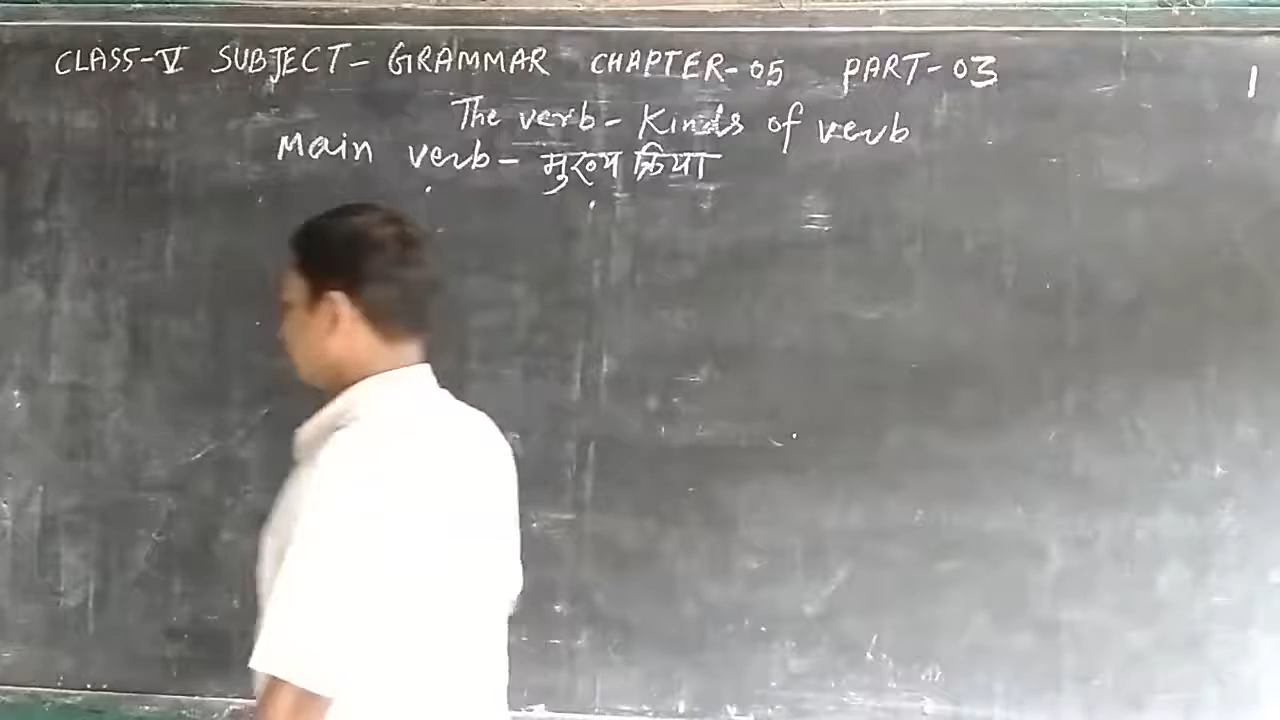 CLASS-V SUBJECT- GRAMMAR CHAPTER-05 PART-03 1
The verb- Kinds of verb
Main verb- मुख्य क्रिया